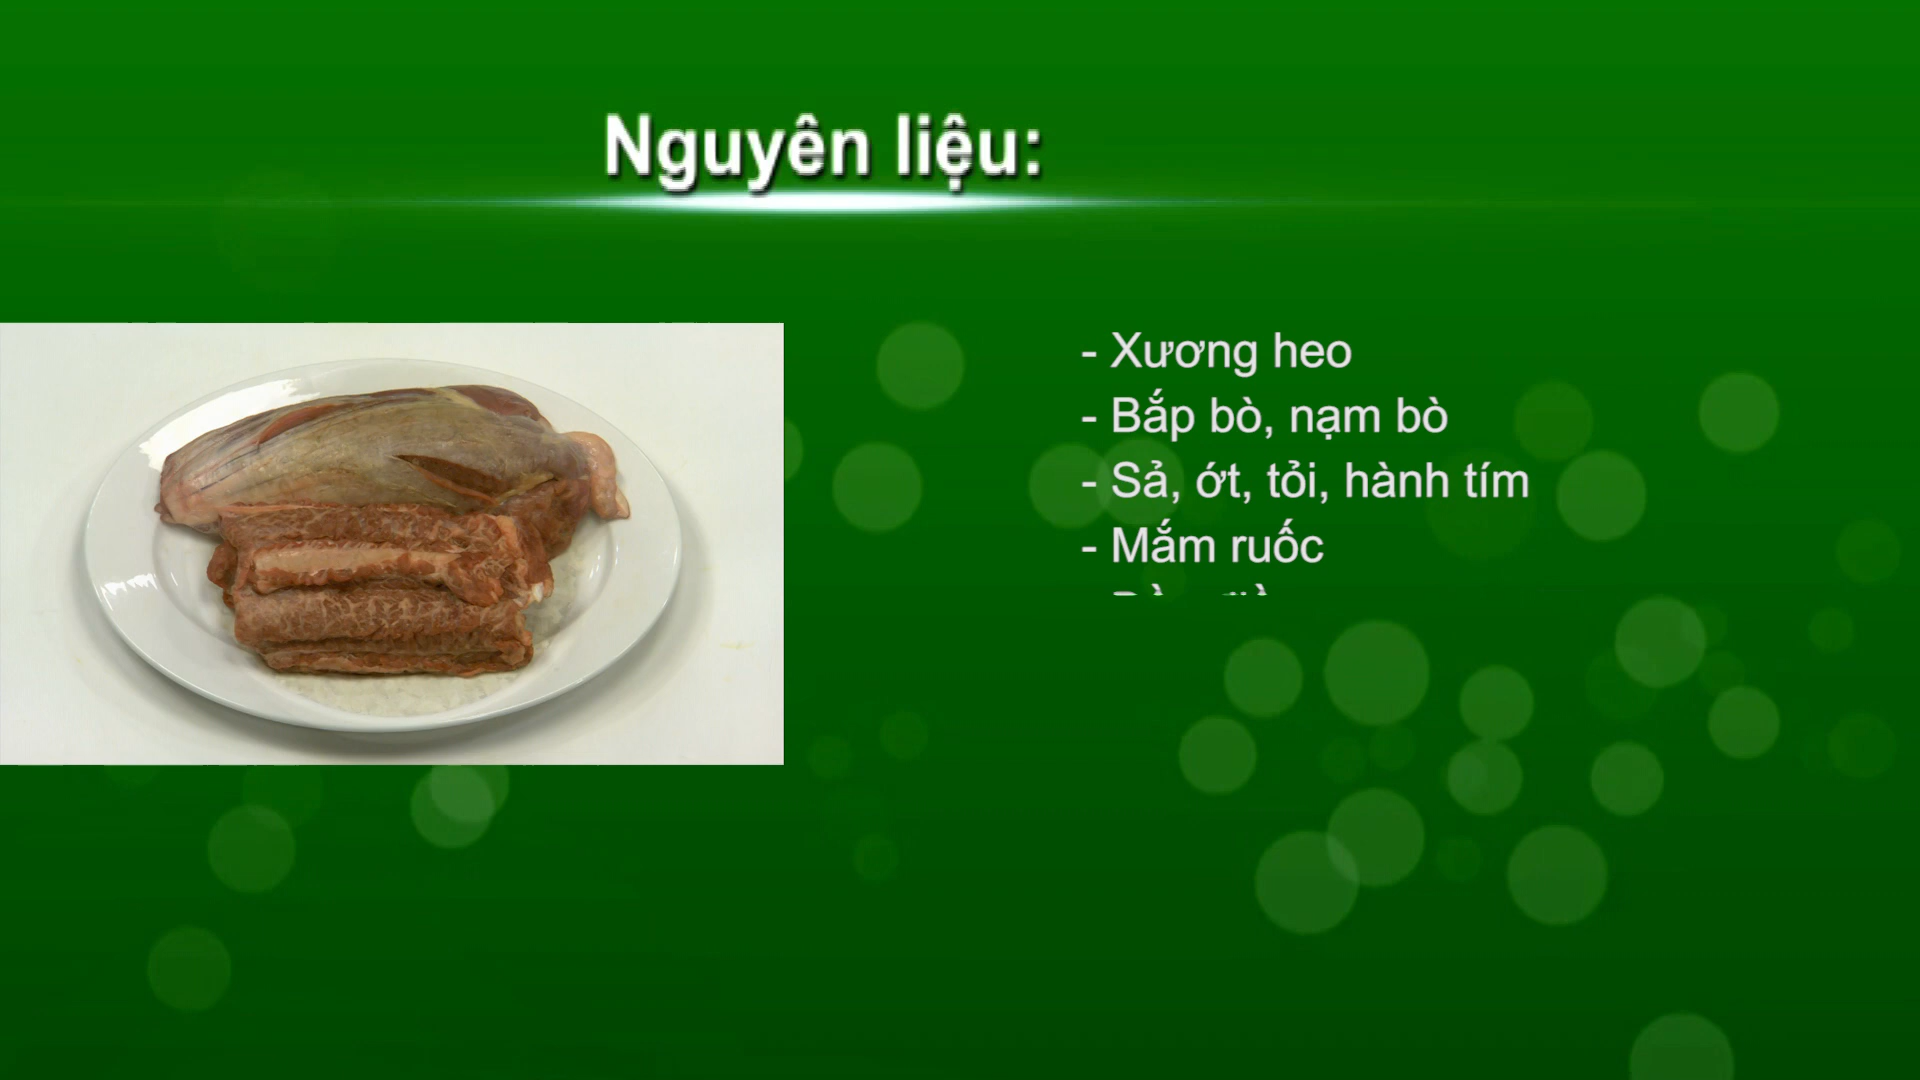 Nguyên liệu:
- Xương heo
- Bắp bò, nạm bò
- Sả, ớt, tỏi, hành tím
- Mắm ruốc